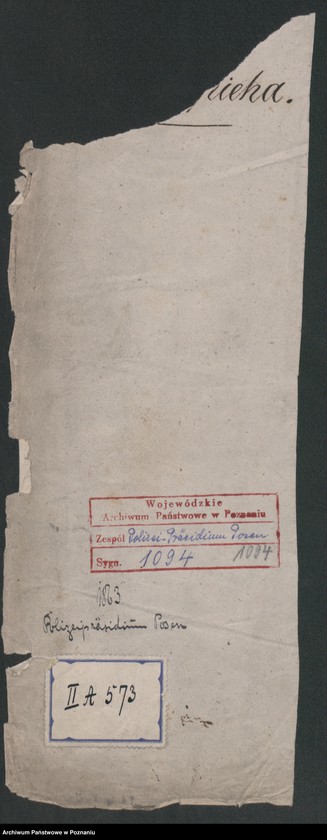 pieha.
Wojewódzkie
Archiwum Państwowe w Poznaniu
Zespół Polizei-Präsidium Posen
Sygn. 1094 1094
1863
Polizeipräsidium Posen
II A 573
Archiwum Państwowe w Poznaniu